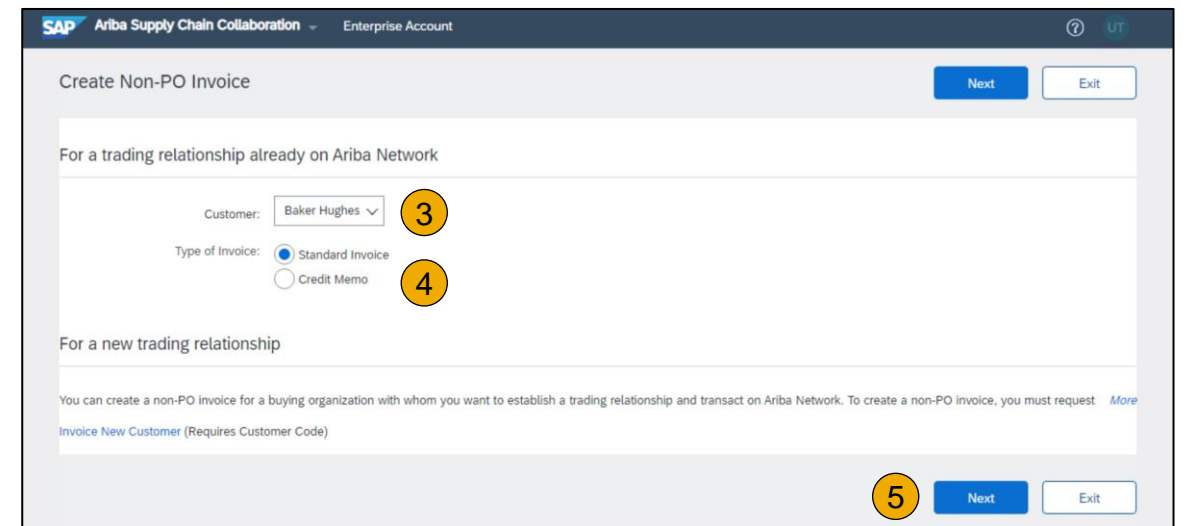 SAP Ariba Supply Chain Collaboration Enterprise Account ? UT
Create Non-PO Invoice Next Exit
For a trading relationship already on Ariba Network
Customer: Baker Hughes 3
Type of Invoice: Standard Invoice
Credit Memo 4
For a new trading relationship
You can create a non-PO invoice for a buying organization with whom you want to establish a trading relationship and transact on Ariba Network. To create a non-PO invoice, you must request More
Invoice New Customer (Requires Customer Code)
5 Next Exit